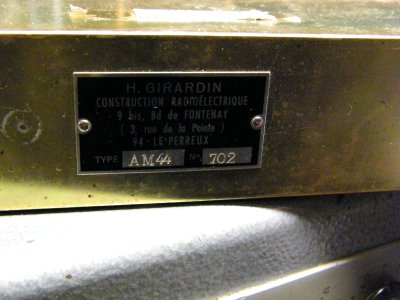 H. GIRARDIN
CONSTRUCTION RADIOÉLECTRIQUE
9 bis, Bd de FONTENAY
( 3, rue de la Pointe )
94 - LE PERREUX
TYPE AM44 N° 702